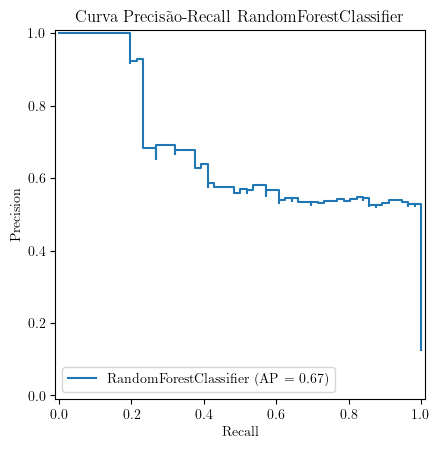 Curva Precisão-Recall RandomForestClassifier
1.0
0.8
0.6
0.4
0.2
0.0
Precision
RandomForestClassifier (AP = 0.67)
0.0 0.2 0.4 0.6 0.8 1.0
Recall